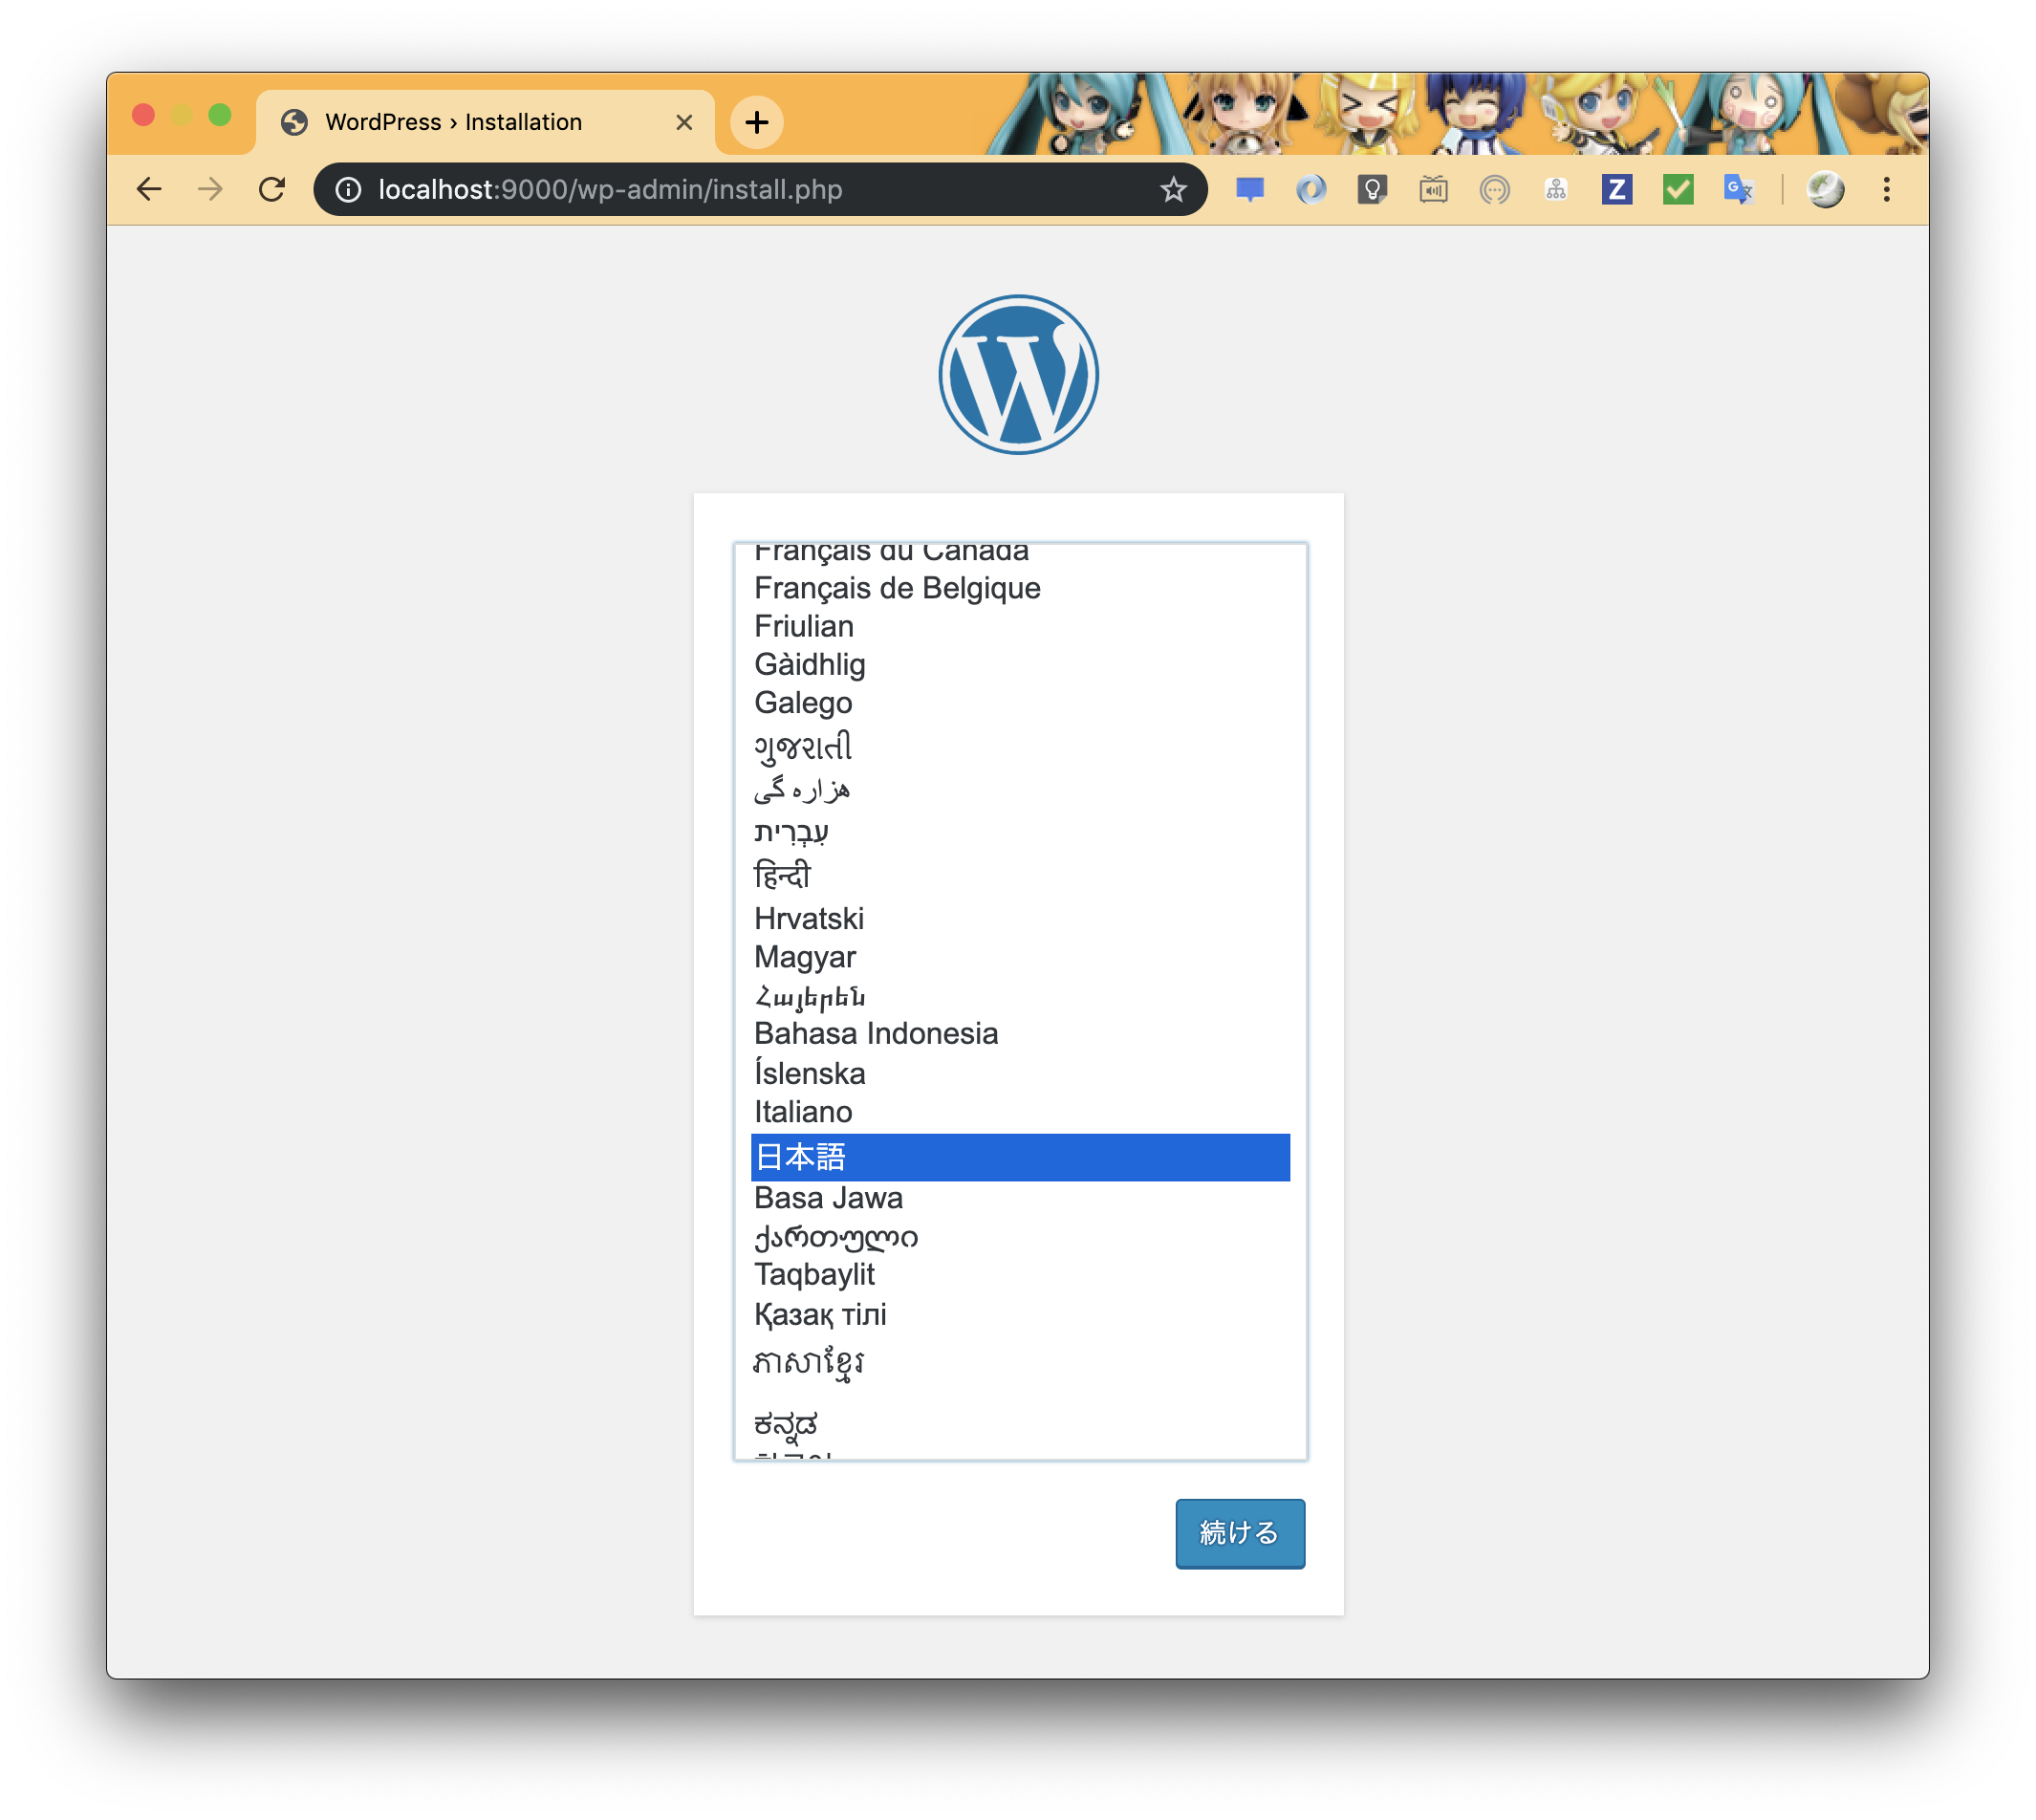 WordPress › Installation
localhost:9000/wp-admin/install.php
Français du Canada
Français de Belgique
Friulian
Gàidhlig
Galego
ગુજરાતી
هزاره گی
עִבְרִית
हिन्दी
Hrvatski
Magyar
Հայերեն
Bahasa Indonesia
Íslenska
Italiano
日本語
Basa Jawa
ქართული
Taqbaylit
Қазақ тілі
ភាសាខ្មែរ
ಕನ್ನಡ
続ける